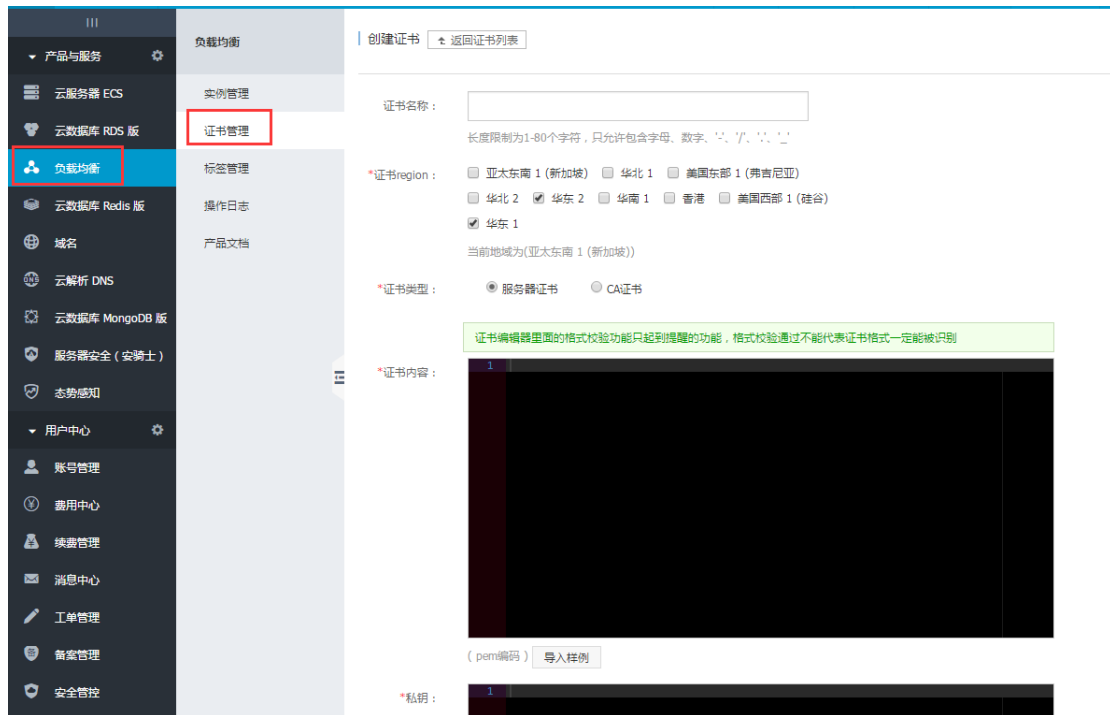 产品与服务
云服务器 ECS
云数据库 RDS 版
负载均衡
云数据库 Redis 版
域名
DNS 云解析 DNS
云数据库 MongoDB 版
服务器安全 ( 安骑士 )
态势感知
用户中心
账号管理
费用中心
续费管理
消息中心
工单管理
备案管理
安全管控
负载均衡
实例管理
证书管理
标签管理
操作日志
产品文档
创建证书 返回证书列表
证书名称：
长度限制为1-80个字符，只允许包含字母、数字、'-'、'/'、'.'、'_'
*证书region： 亚太东南 1 (新加坡) 华北 1 美国东部 1 (弗吉尼亚)
华北 2 华东 2 华南 1 香港 美国西部 1 (硅谷)
华东 1
当前地域为(亚太东南 1 (新加坡))
*证书类型： 服务器证书 CA证书
证书编辑器里面的格式校验功能只起到提醒的功能，格式校验通过不能代表证书格式一定能被识别
*证书内容： 1
( pem编码 ) 导入样例
*私钥： 1